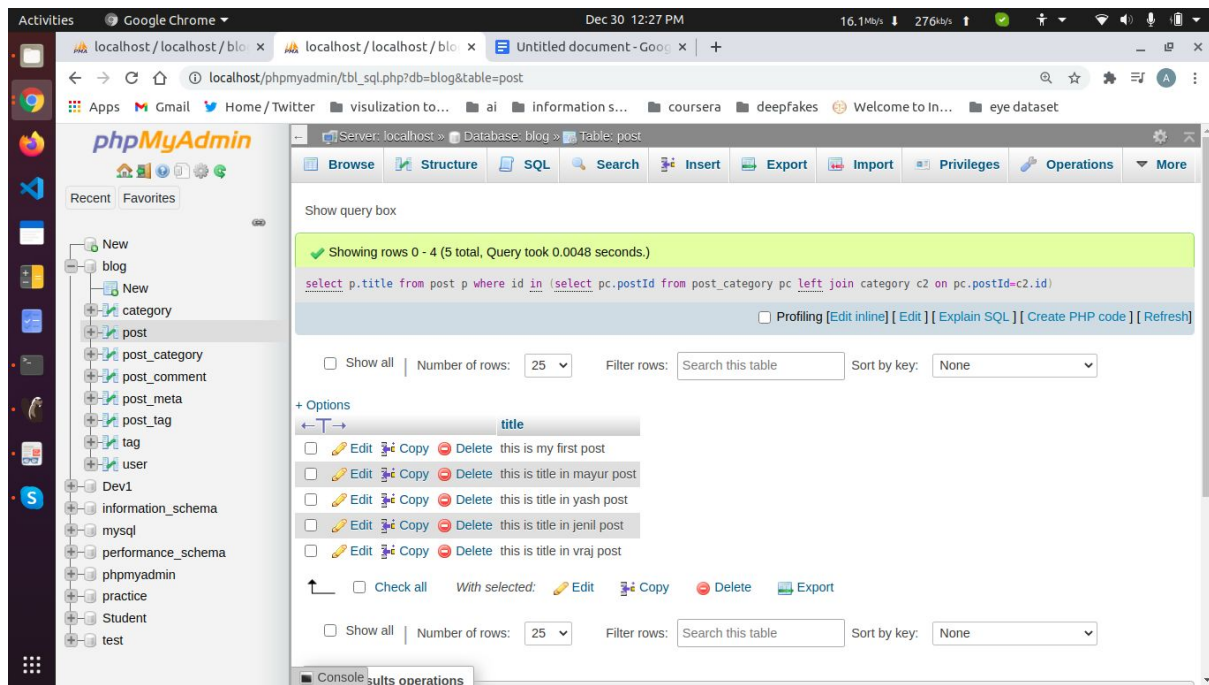 Activities Google Chrome Dec 30 12:27 PM 16.1Mb/s 276kb/s
localhost / localhost / blo localhost / localhost / blo Untitled document - Goog
localhost/phpmyadmin/tbl_sql.php?db=blog&table=post A
Apps Gmail Home / Twitter visulization to... ai information s... coursera deepfakes Welcome to In... eye dataset
phpMyAdmin
Recent Favorites
New
blog
New
category
post
post_category
post_comment
post_meta
post_tag
tag
user
Dev1
information_schema
mysql
performance_schema
phpmyadmin
practice
Student
test
Server: localhost » Database: blog » Table: post
Browse Structure SQL Search Insert Export Import Privileges Operations More
Show query box
Showing rows 0 - 4 (5 total, Query took 0.0048 seconds.)
select p.title from post p where id in (select pc.postId from post_category pc left join category c2 on pc.postId=c2.id)
Profiling [Edit inline] [ Edit ] [ Explain SQL ] [ Create PHP code ] [ Refresh]
Show all | Number of rows: 25 Filter rows: Search this table Sort by key: None
+ Options
←T→ title
Edit Copy Delete this is my first post
Edit Copy Delete this is title in mayur post
Edit Copy Delete this is title in yash post
Edit Copy Delete this is title in jenil post
Edit Copy Delete this is title in vraj post
Check all With selected: Edit Copy Delete Export
Show all | Number of rows: 25 Filter rows: Search this table Sort by key: None
Console sults operations